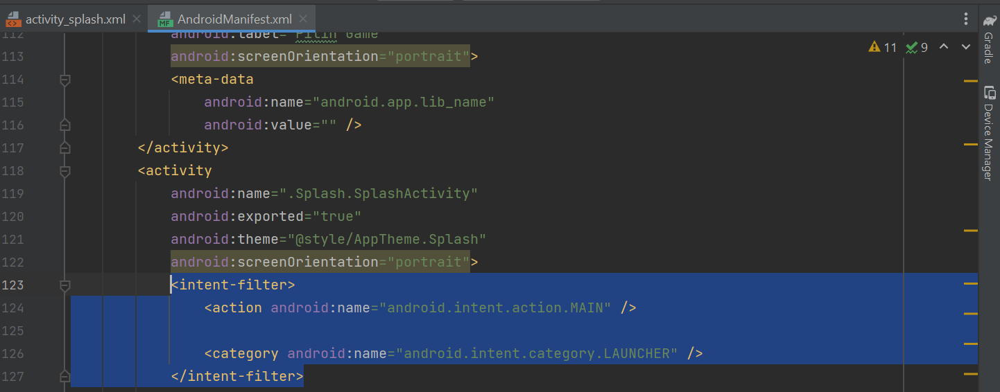 activity_splash.xml
AndroidManifest.xml
MF
11
9
Gradle
Device Manager
112 android:label="Pitih Game"
113 android:screenOrientation="portrait">
114 <meta-data
115 android:name="android.app.lib_name"
116 android:value="" />
117 </activity>
118 <activity
119 android:name=".Splash.SplashActivity"
120 android:exported="true"
121 android:theme="@style/AppTheme.Splash"
122 android:screenOrientation="portrait">
123 <intent-filter>
124 <action android:name="android.intent.action.MAIN" />
125
126 <category android:name="android.intent.category.LAUNCHER" />
127 </intent-filter>